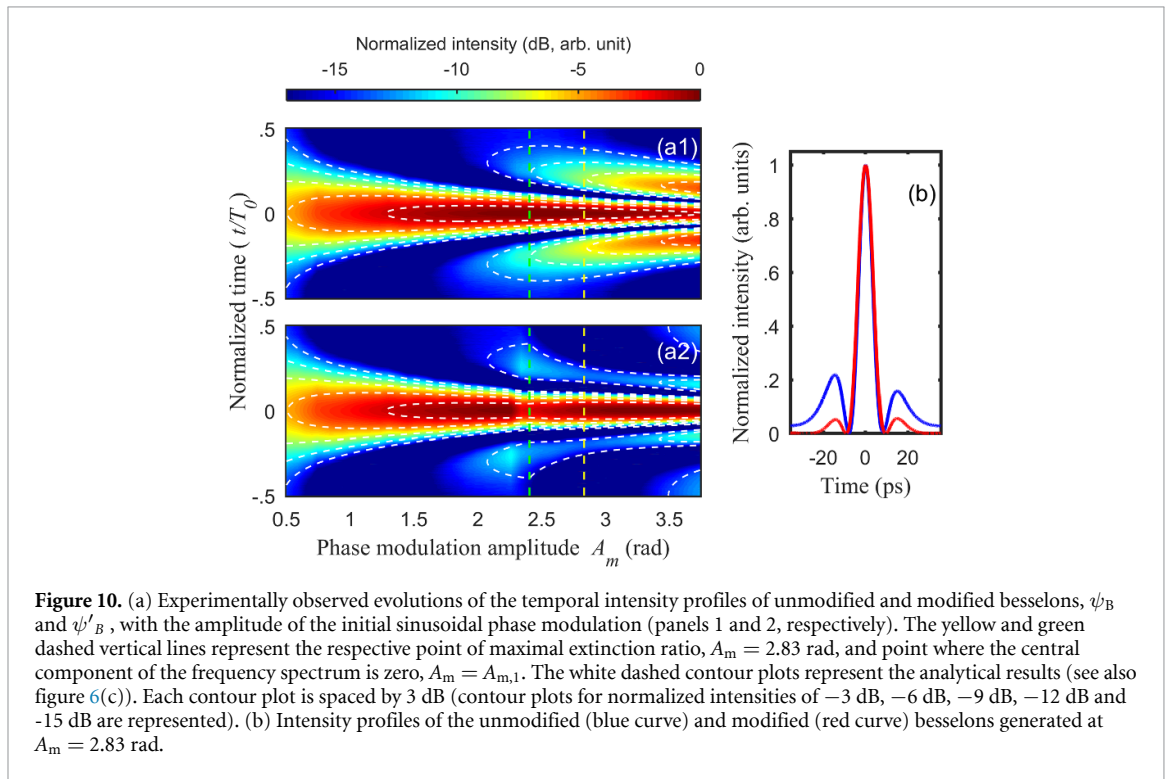 Normalized intensity (dB, arb. unit)
-15 -10 -5 0
.5
(a1)
0
-.5
.5
(a2)
0
-.5
Normalized time ( t/T0)
0.5 1 1.5 2 2.5 3 3.5
Phase modulation amplitude Am (rad)
(b)
1
.8
.6
.4
.2
0
Normalized intensity (arb. units)
-20 0 20
Time (ps)
Figure 10. (a) Experimentally observed evolutions of the temporal intensity profiles of unmodified and modified besselons, ψB
and ψ′B , with the amplitude of the initial sinusoidal phase modulation (panels 1 and 2, respectively). The yellow and green
dashed vertical lines represent the respective point of maximal extinction ratio, Am = 2.83 rad, and point where the central
component of the frequency spectrum is zero, Am = Am,1. The white dashed contour plots represent the analytical results (see also
figure 6(c)). Each contour plot is spaced by 3 dB (contour plots for normalized intensities of −3 dB, −6 dB, −9 dB, −12 dB and
-15 dB are represented). (b) Intensity profiles of the unmodified (blue curve) and modified (red curve) besselons generated at
Am = 2.83 rad.